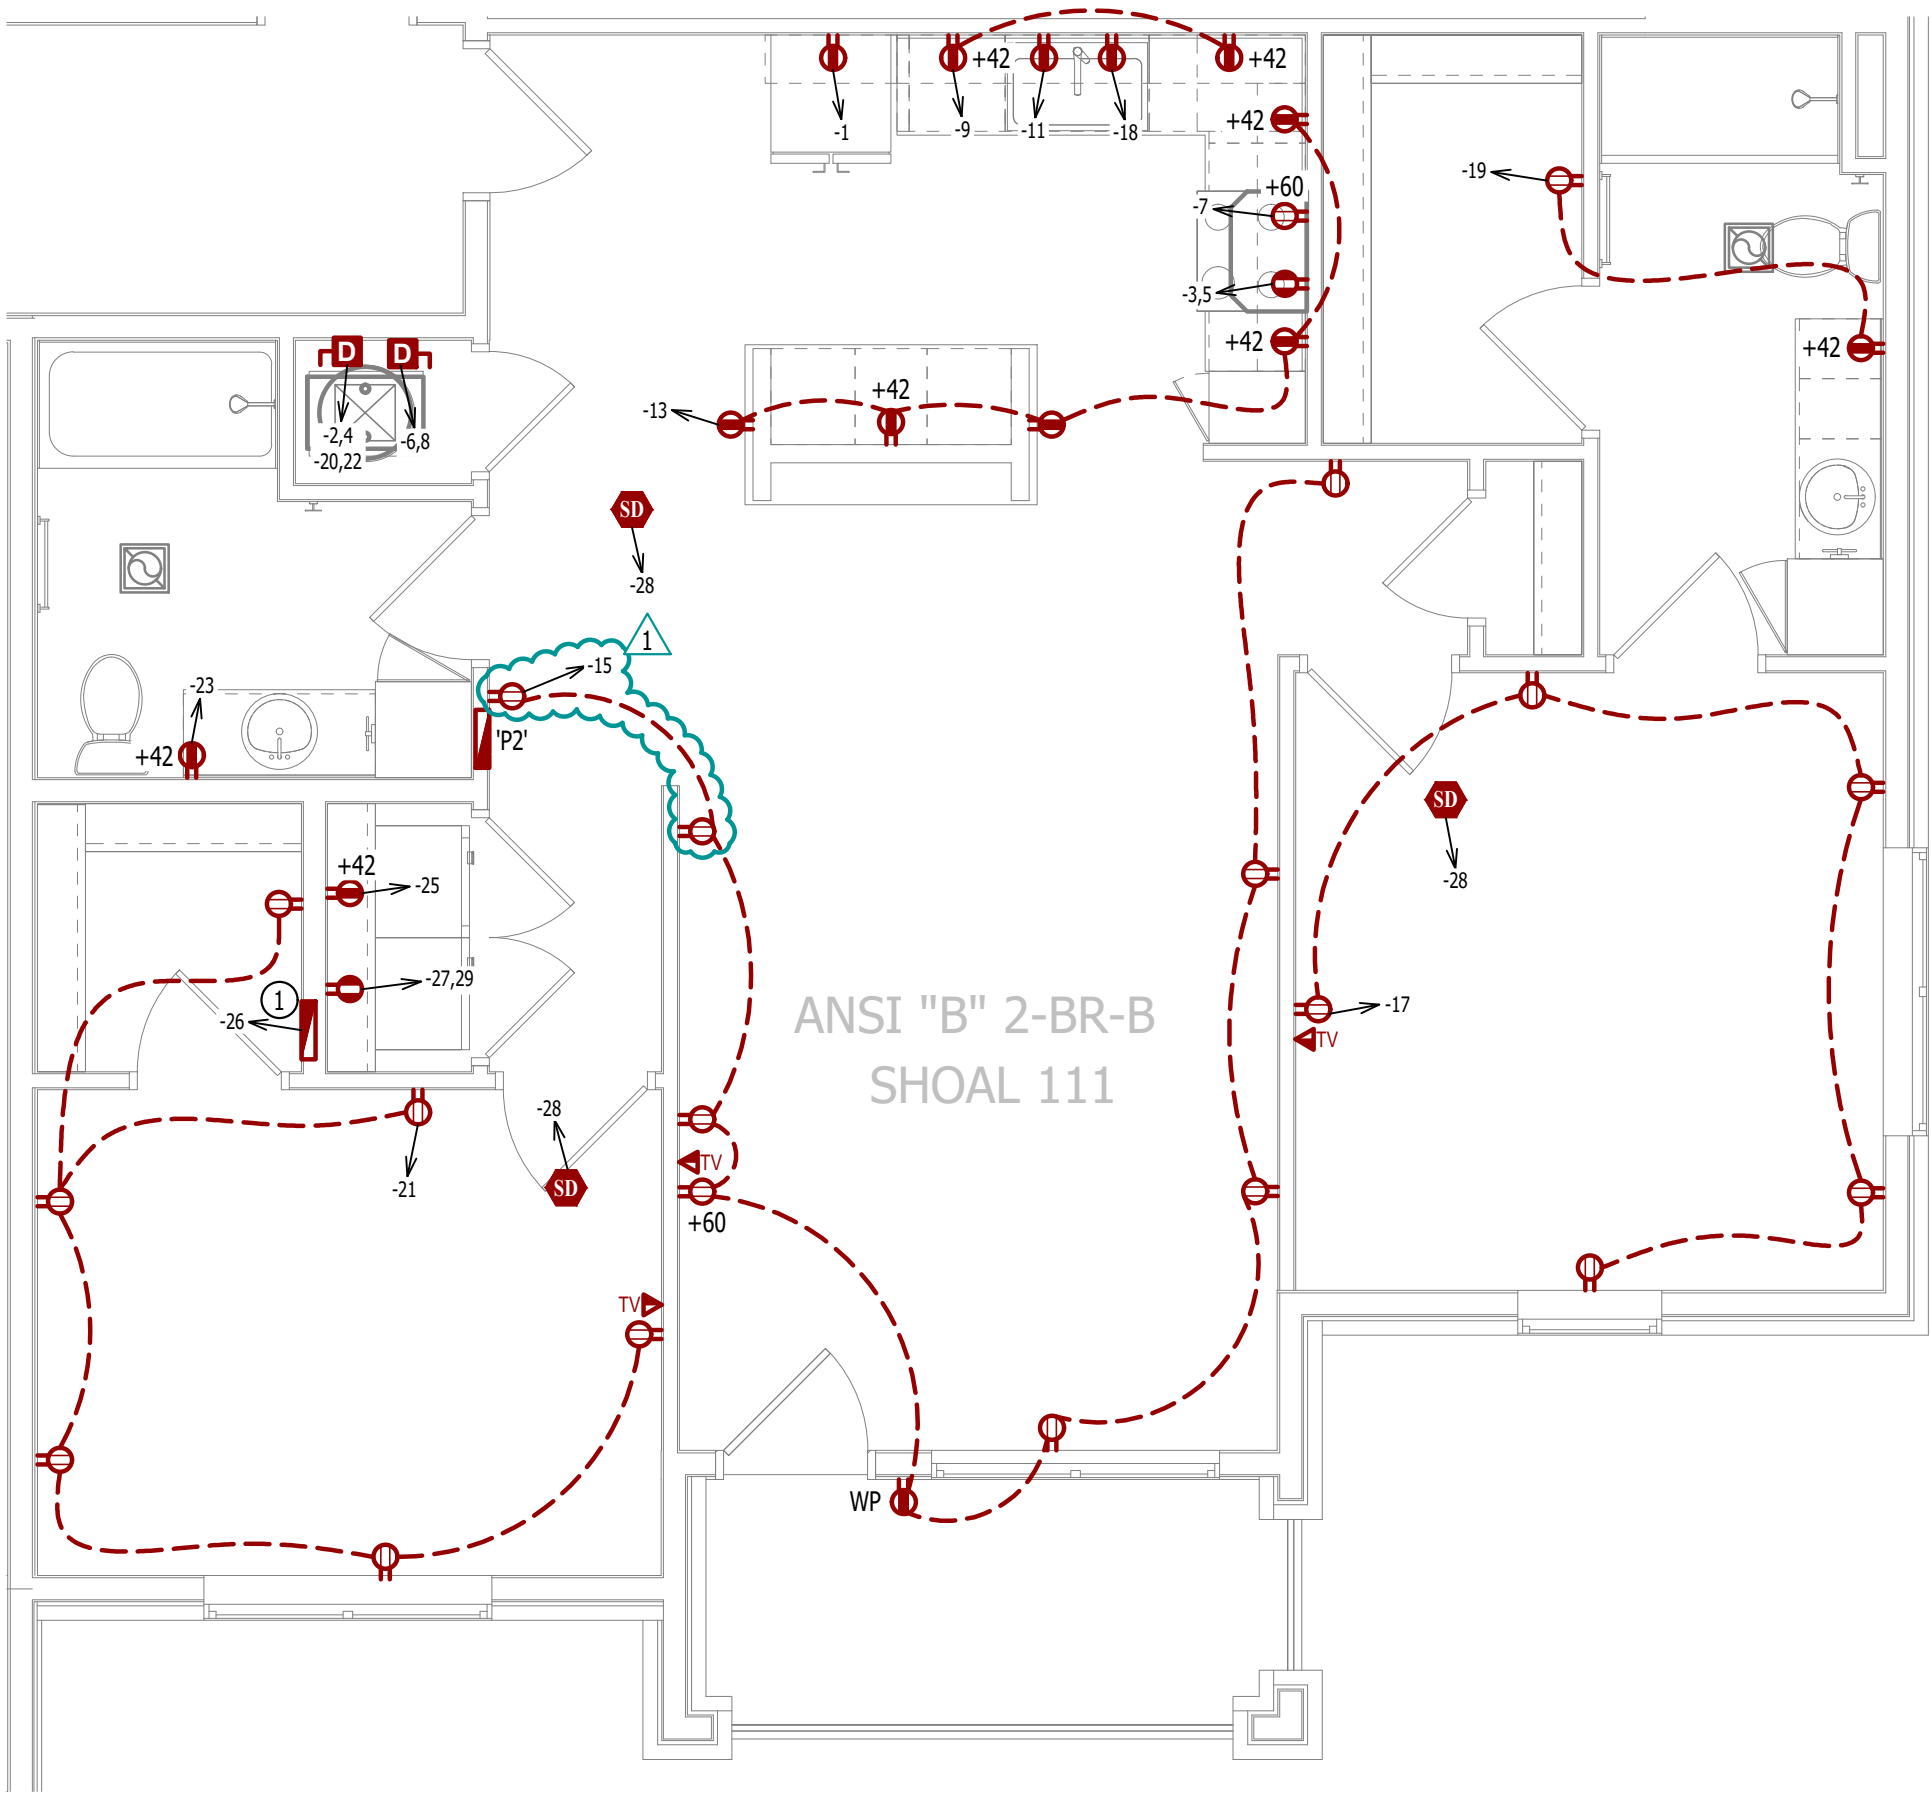 +42
+42
-1
-9
-11
-18
+42
-19
+60
-7
-3,5
+42
+42
D
D
-2,4
-20,22
-6,8
+42
-13
SD
-28
1
-15
-23
+42
'P2'
SD
-28
+42
-25
-27,29
1
-26
-17
TV
ANSI "B" 2-BR-B
SHOAL 111
-28
SD
-21
TV
+60
TV
WP